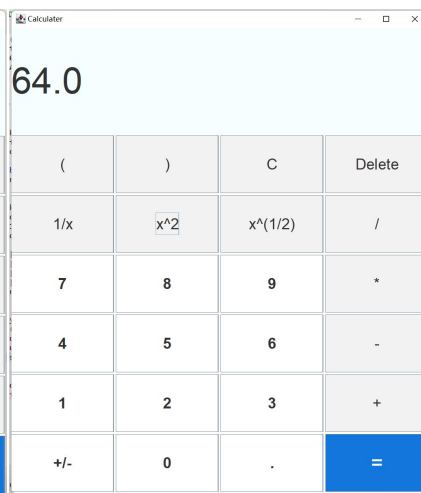 Calculater
64.0
( ) C Delete
1/x x^2 x^(1/2) /
7 8 9 *
4 5 6 -
1 2 3 +
+/- 0 . =